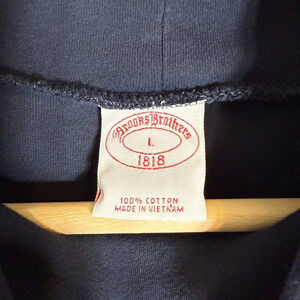 Brooks Brothers
L
1818
100% COTTON
MADE IN VIETNAM